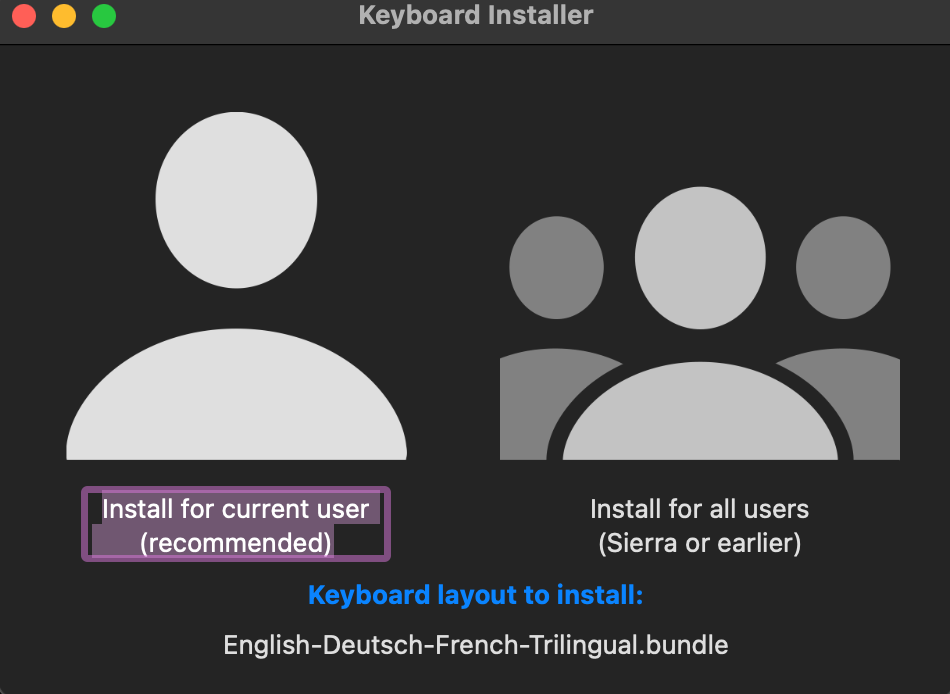 Keyboard Installer
Install for current user
(recommended)
Install for all users
(Sierra or earlier)
Keyboard layout to install:
English-Deutsch-French-Trilingual.bundle